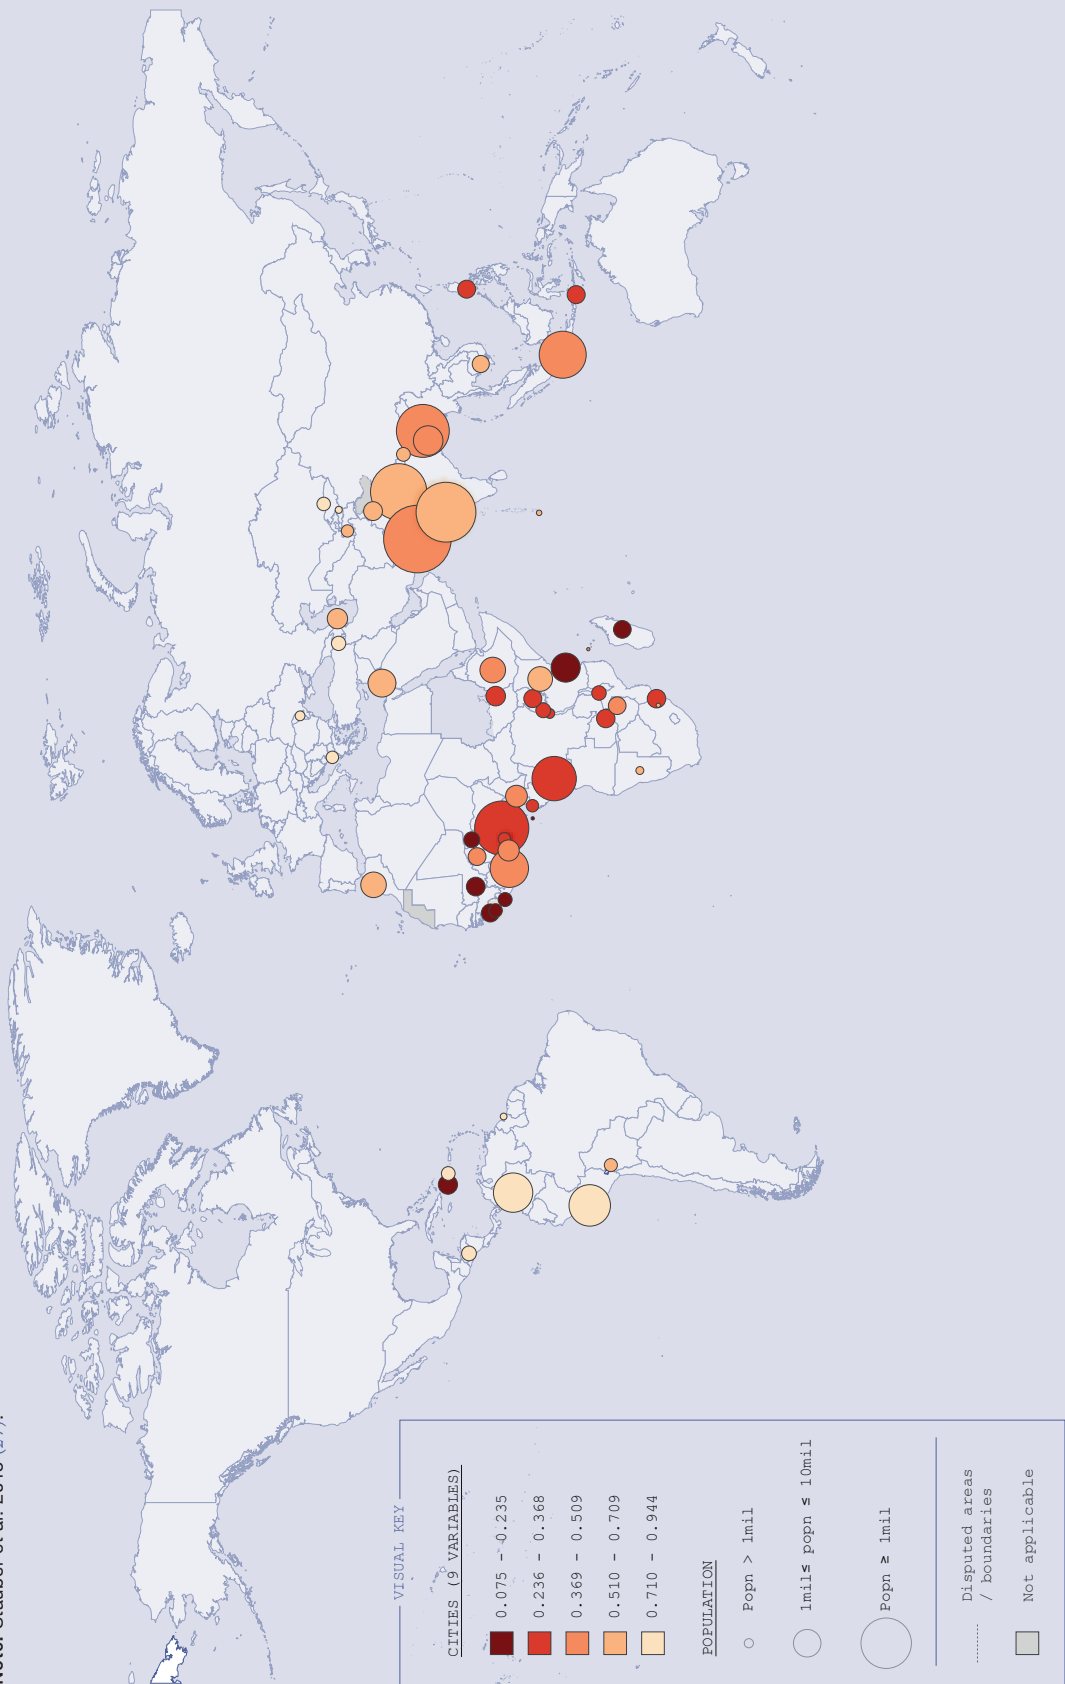 VISUAL KEY
CITIES (9 VARIABLES)
0.075 – 0.235
0.236 – 0.368
0.369 – 0.509
0.510 – 0.709
0.710 – 0.944
POPULATION
Popn > 1mil
1mil≤ popn ≤ 10mil
Popn ≥ 1mil
Disputed areas
/ boundaries
Not applicable